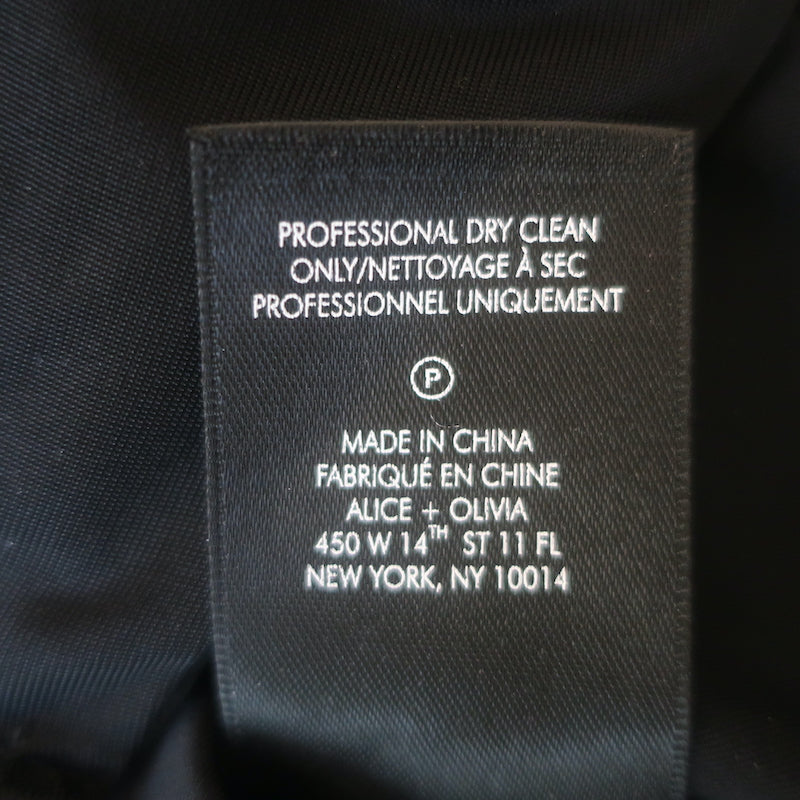 PROFESSIONAL DRY CLEAN
ONLY/NETTOYAGE À SEC
PROFESSIONNEL UNIQUEMENT
P
MADE IN CHINA
FABRIQUÉ EN CHINE
ALICE + OLIVIA
450 W 14TH ST 11 FL
NEW YORK, NY 10014